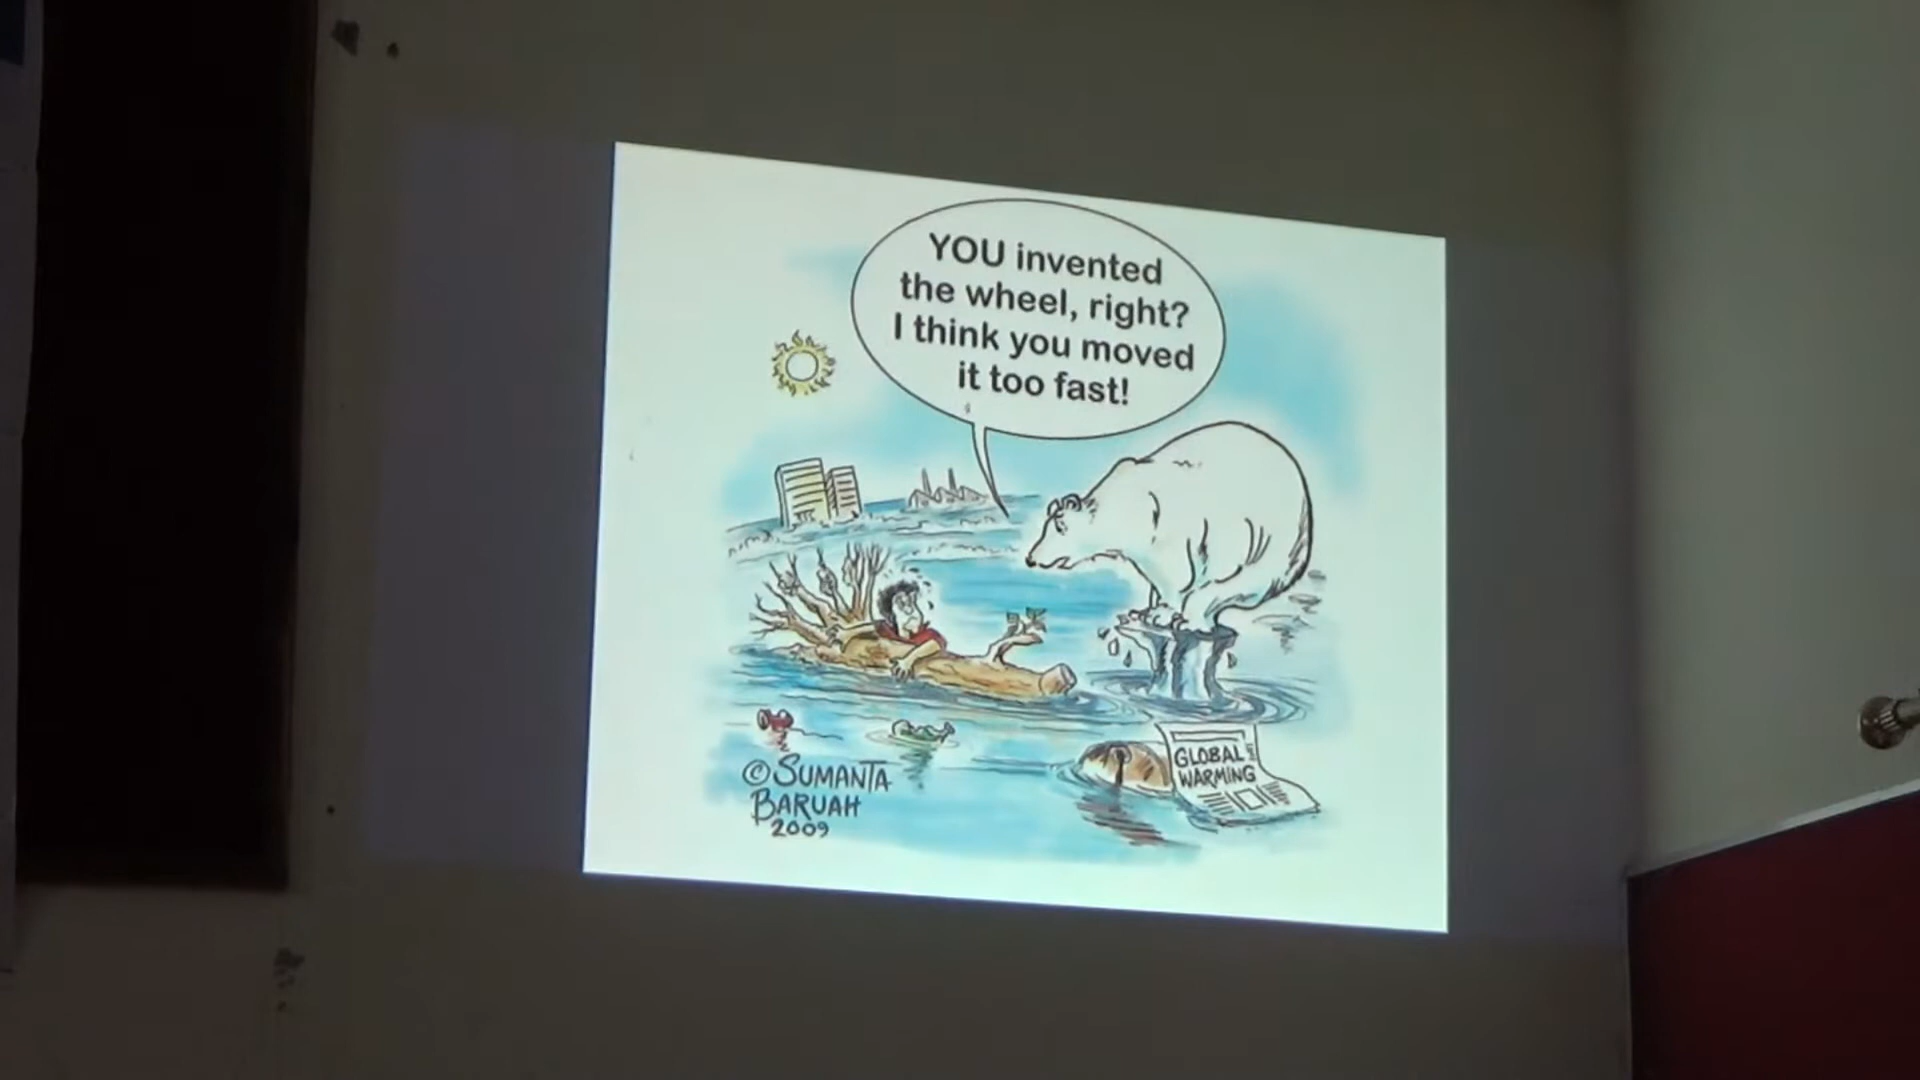 YOU invented
the wheel, right?
I think you moved
it too fast!
GLOBAL
WARMING
© SUMANTA
BARUAH
2009